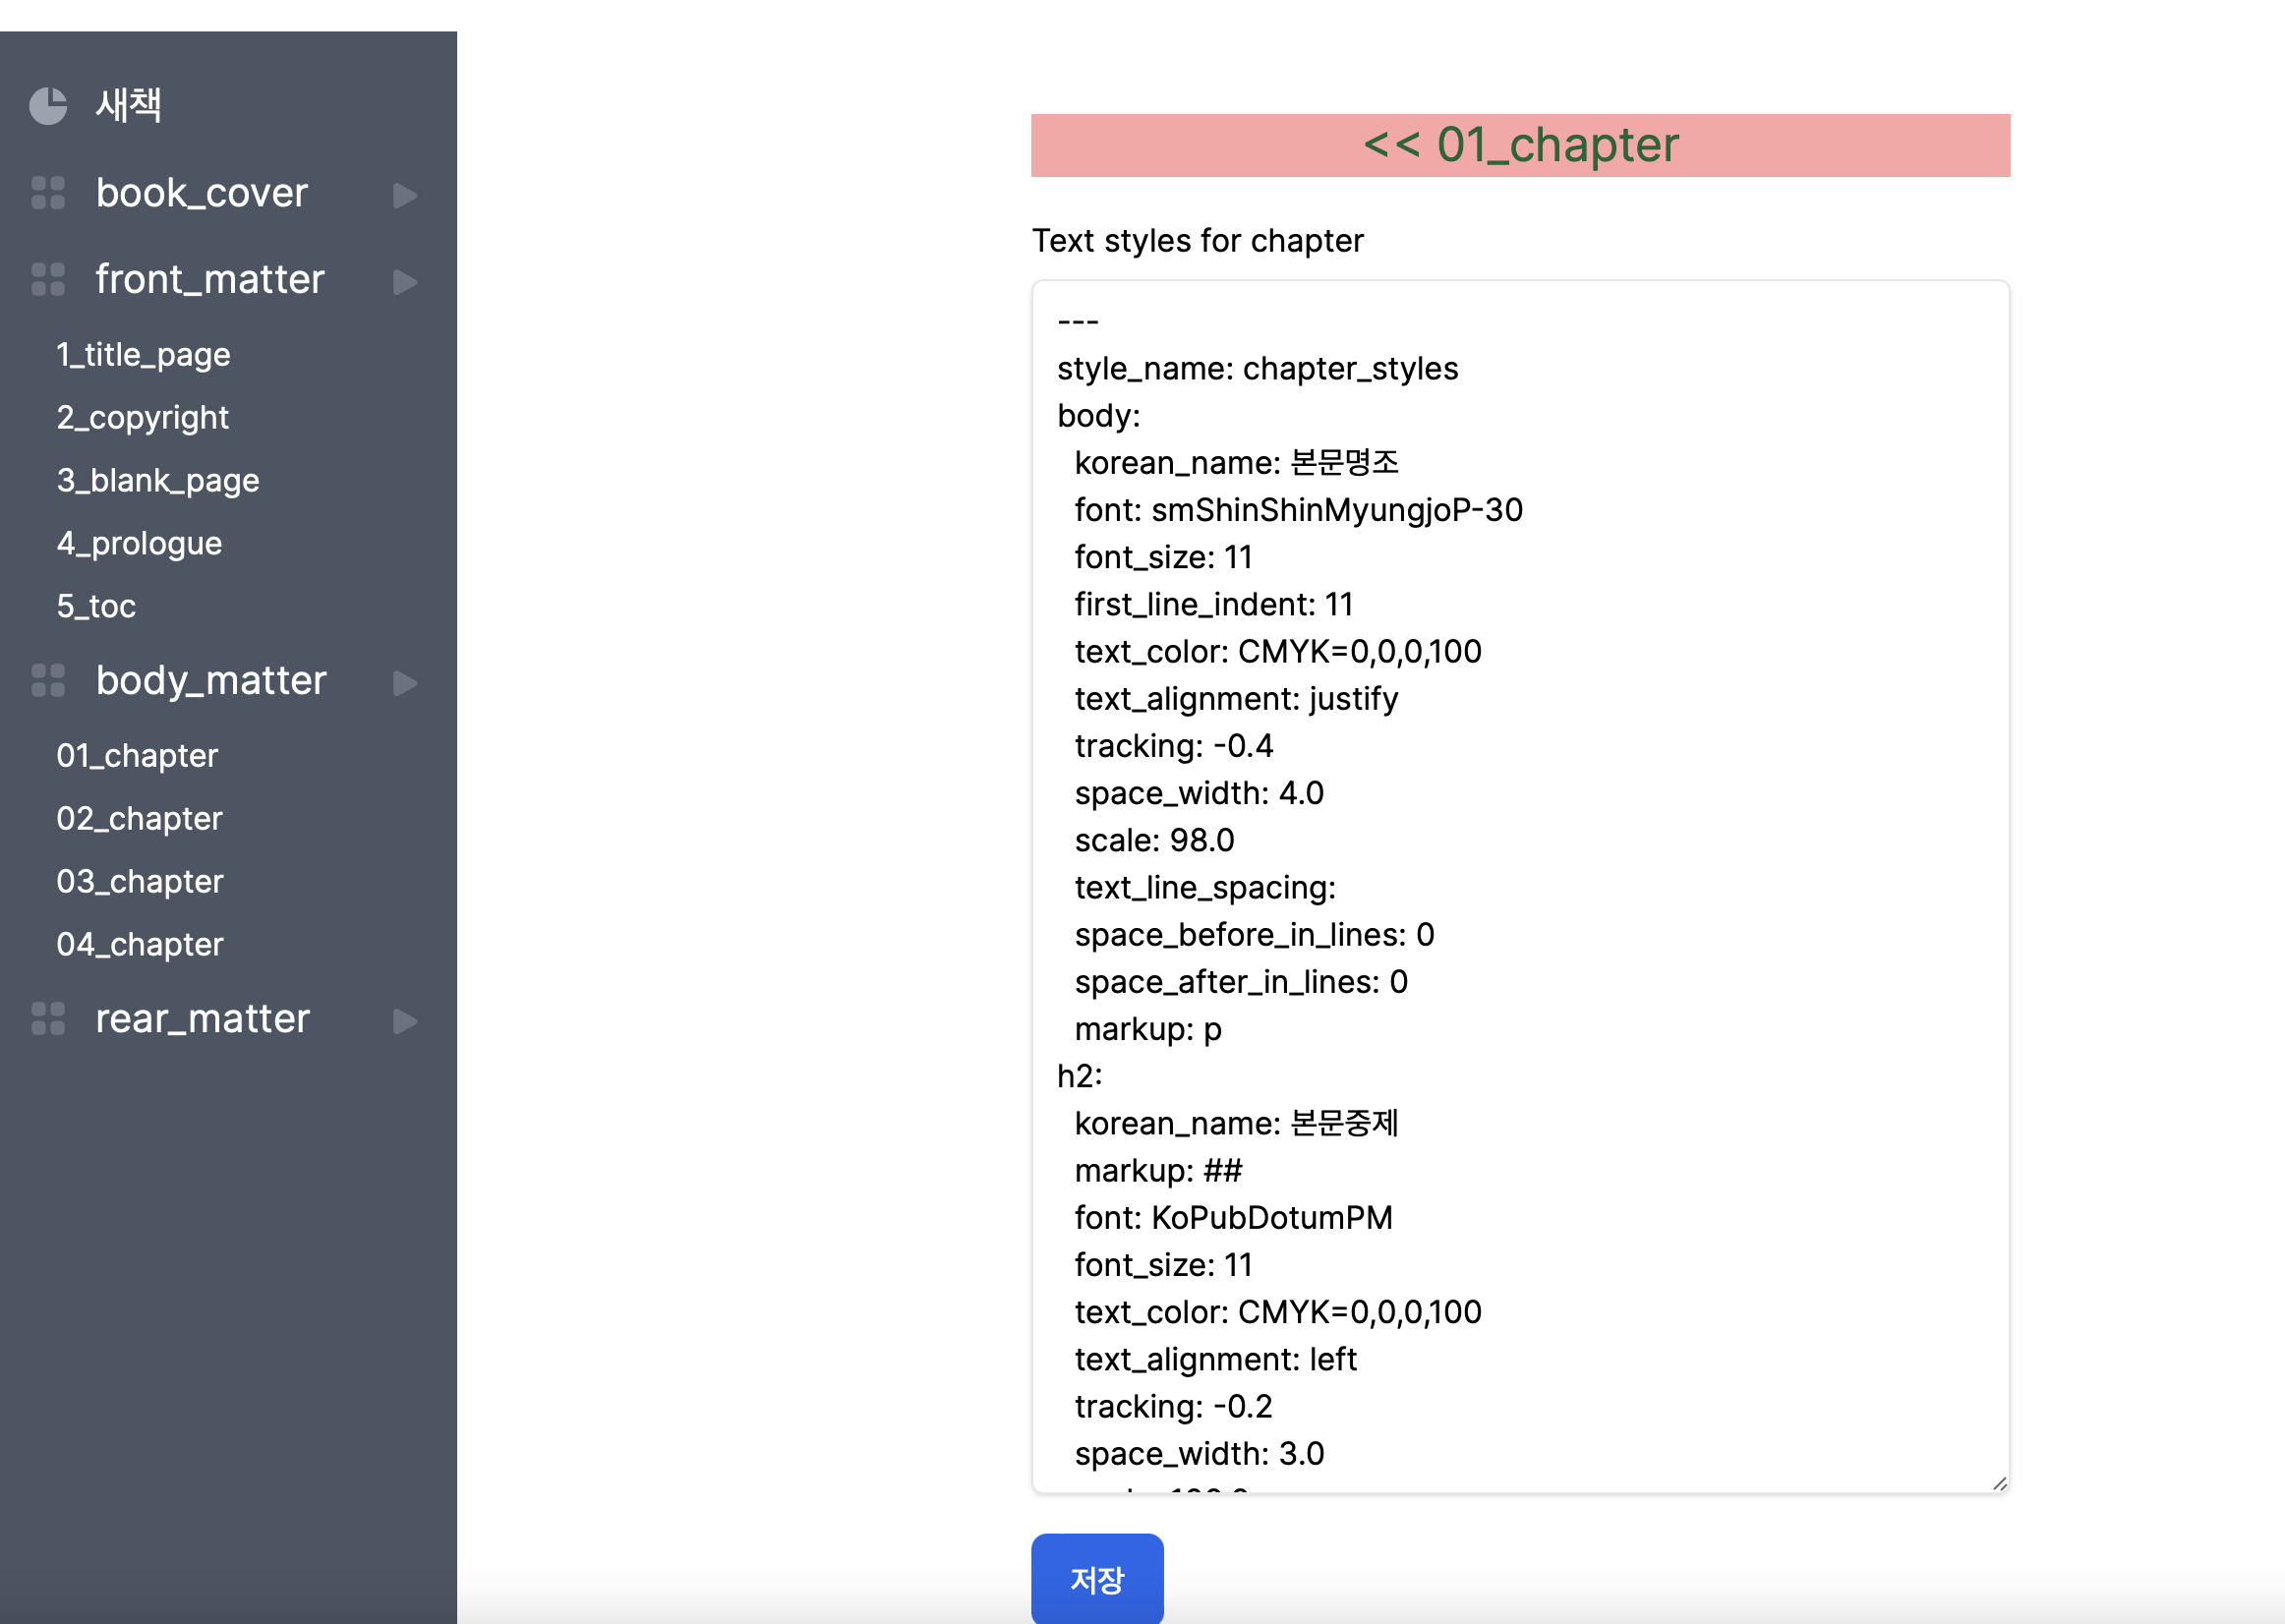 새책
book_cover
front_matter
1_title_page
2_copyright
3_blank_page
4_prologue
5_toc
body_matter
01_chapter
02_chapter
03_chapter
04_chapter
rear_matter
<< 01_chapter
Text styles for chapter
---
style_name: chapter_styles
body:
  korean_name: 본문명조
  font: smShinShinMyungjoP-30
  font_size: 11
  first_line_indent: 11
  text_color: CMYK=0,0,0,100
  text_alignment: justify
  tracking: -0.4
  space_width: 4.0
  scale: 98.0
  text_line_spacing:
  space_before_in_lines: 0
  space_after_in_lines: 0
  markup: p
h2:
  korean_name: 본문중제
  markup: ##
  font: KoPubDotumPM
  font_size: 11
  text_color: CMYK=0,0,0,100
  text_alignment: left
  tracking: -0.2
  space_width: 3.0
저장